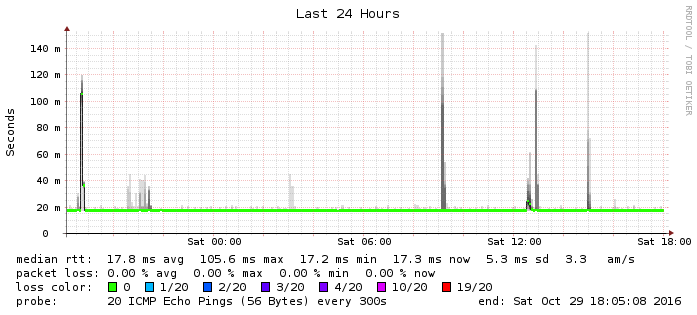 Last 24 Hours
RRDTOOL / TOBI OETIKER
Seconds
140 m
120 m
100 m
80 m
60 m
40 m
20 m
0
Sat 00:00 Sat 06:00 Sat 12:00 Sat 18:00
median rtt: 17.8 ms avg 105.6 ms max 17.2 ms min 17.3 ms now 5.3 ms sd 3.3 am/s
packet loss: 0.00 % avg 0.00 % max 0.00 % min 0.00 % now
loss color: 0 1/20 2/20 3/20 4/20 10/20 19/20
probe: 20 ICMP Echo Pings (56 Bytes) every 300s end: Sat Oct 29 18:05:08 2016